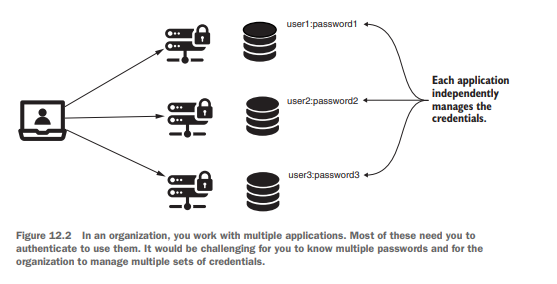 user1:password1
user2:password2
user3:password3
Each application
independently
manages the
credentials.
Figure 12.2 In an organization, you work with multiple applications. Most of these need you to
authenticate to use them. It would be challenging for you to know multiple passwords and for the
organization to manage multiple sets of credentials.